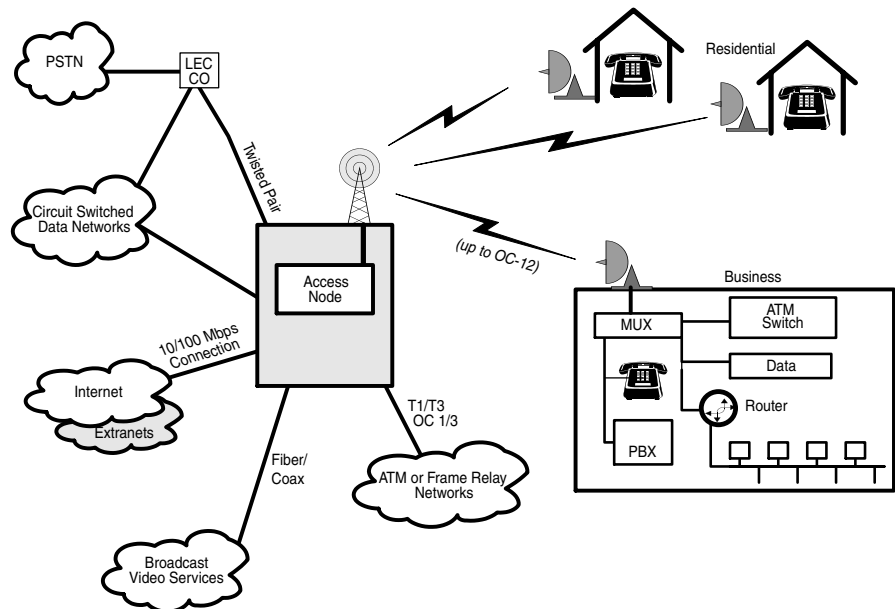 PSTN
LEC
CO
Residential
Twisted Pair
Circuit Switched
Data Networks
(up to OC-12)
Access
Node
Business
MUX
ATM
Switch
Data
Router
PBX
10/100 Mbps
Connection
Internet
Extranets
T1/T3
OC 1/3
Fiber/
Coax
ATM or Frame Relay
Networks
Broadcast
Video Services